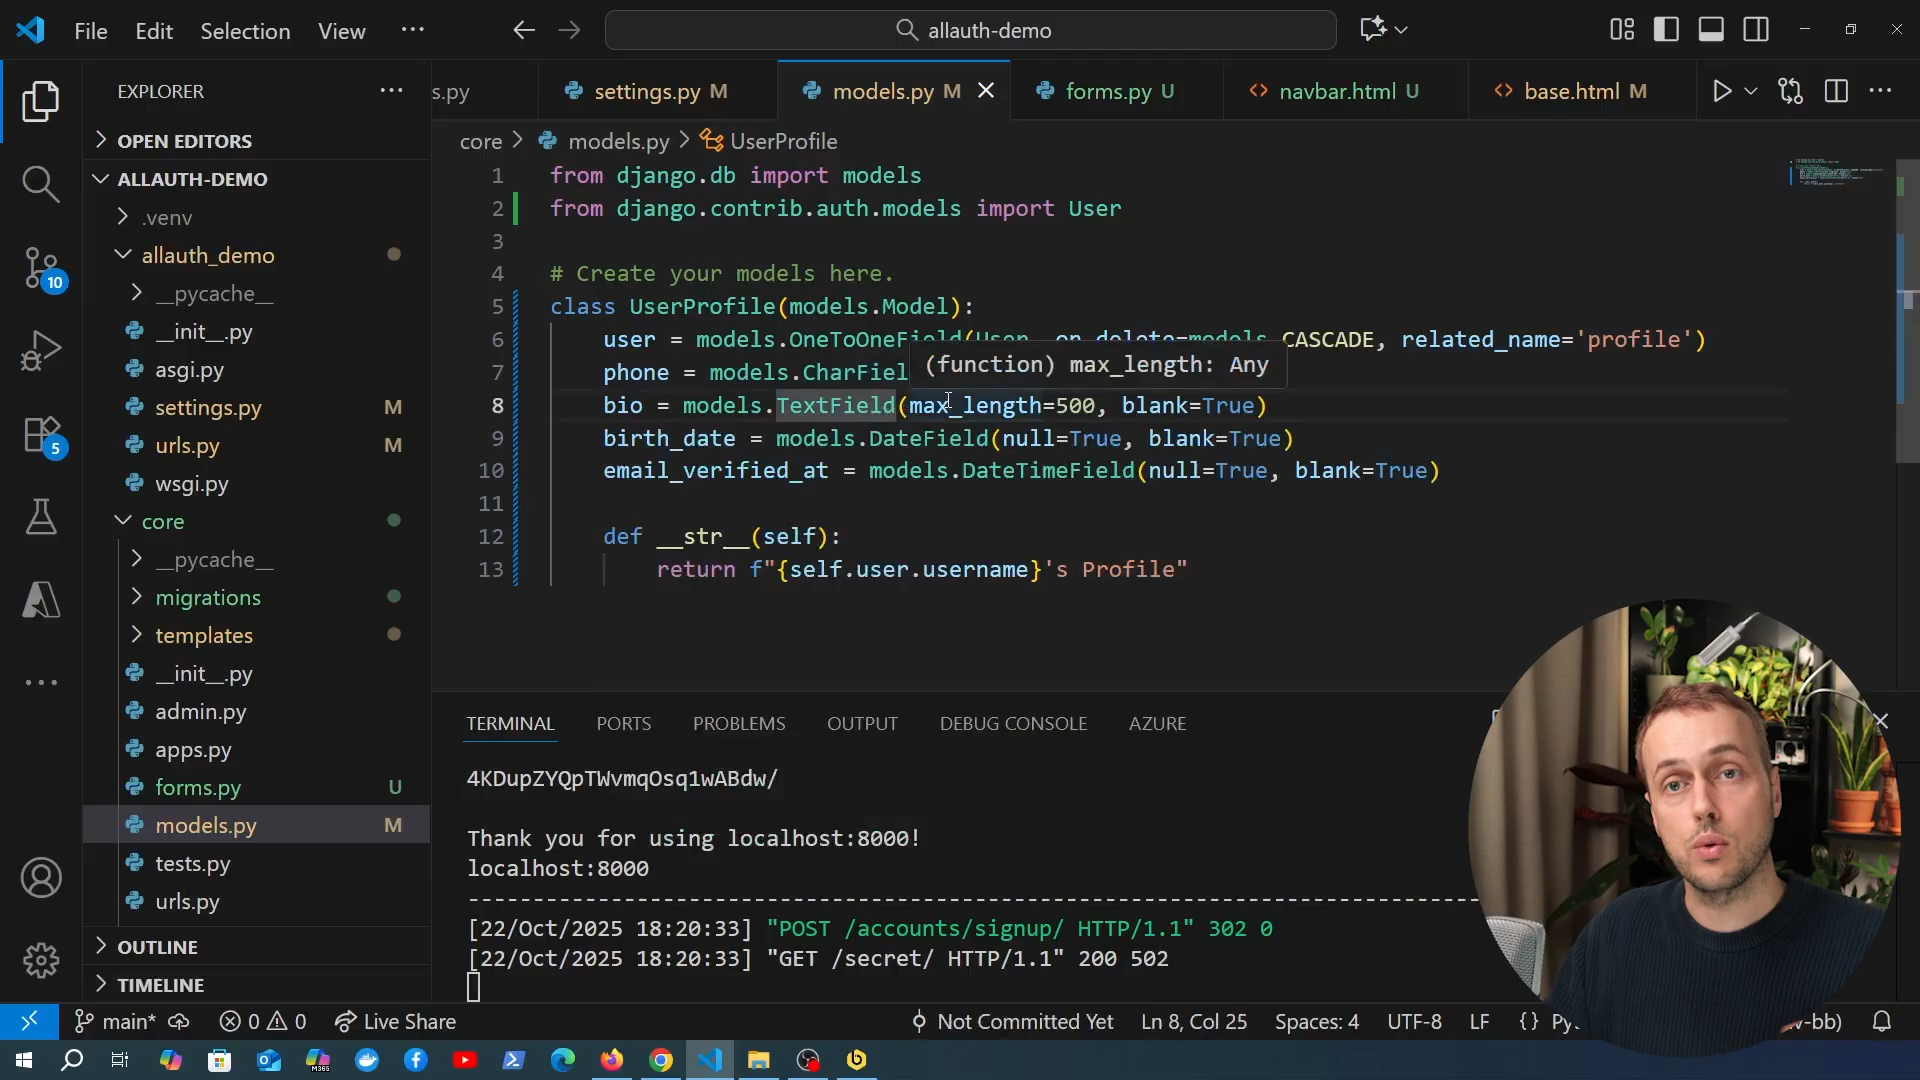 File Edit Selection View ...
allauth-demo
EXPLORER
OPEN EDITORS
ALLAUTH-DEMO
.venv
allauth_demo
__pycache__
__init__.py
asgi.py
settings.py M
urls.py M
wsgi.py
core
__pycache__
migrations
templates
__init__.py
admin.py
apps.py
forms.py U
models.py M
tests.py
urls.py
OUTLINE
TIMELINE
10
5
s.py settings.py M models.py M forms.py U navbar.html U base.html M
core > models.py > UserProfile
1 from django.db import models
2 from django.contrib.auth.models import User
3
4 # Create your models here.
5 class UserProfile(models.Model):
6 user = models.OneToOneField(User, on_delete=models.CASCADE, related_name='profile')
7 phone = models.CharFiel
(function) max_length: Any
8 bio = models.TextField(max_length=500, blank=True)
9 birth_date = models.DateField(null=True, blank=True)
10 email_verified_at = models.DateTimeField(null=True, blank=True)
11
12 def __str__(self):
13 return f"{self.user.username}'s Profile"
TERMINAL PORTS PROBLEMS OUTPUT DEBUG CONSOLE AZURE
4KDupZYQpTWvmqOsq1wABdw/
Thank you for using localhost:8000!
localhost:8000
--------------------------------------------------------------------------------
[22/Oct/2025 18:20:33] "POST /accounts/signup/ HTTP/1.1" 302 0
[22/Oct/2025 18:20:33] "GET /secret/ HTTP/1.1" 200 502
main* 0 0 Live Share Not Committed Yet Ln 8, Col 25 Spaces: 4 UTF-8 LF {}